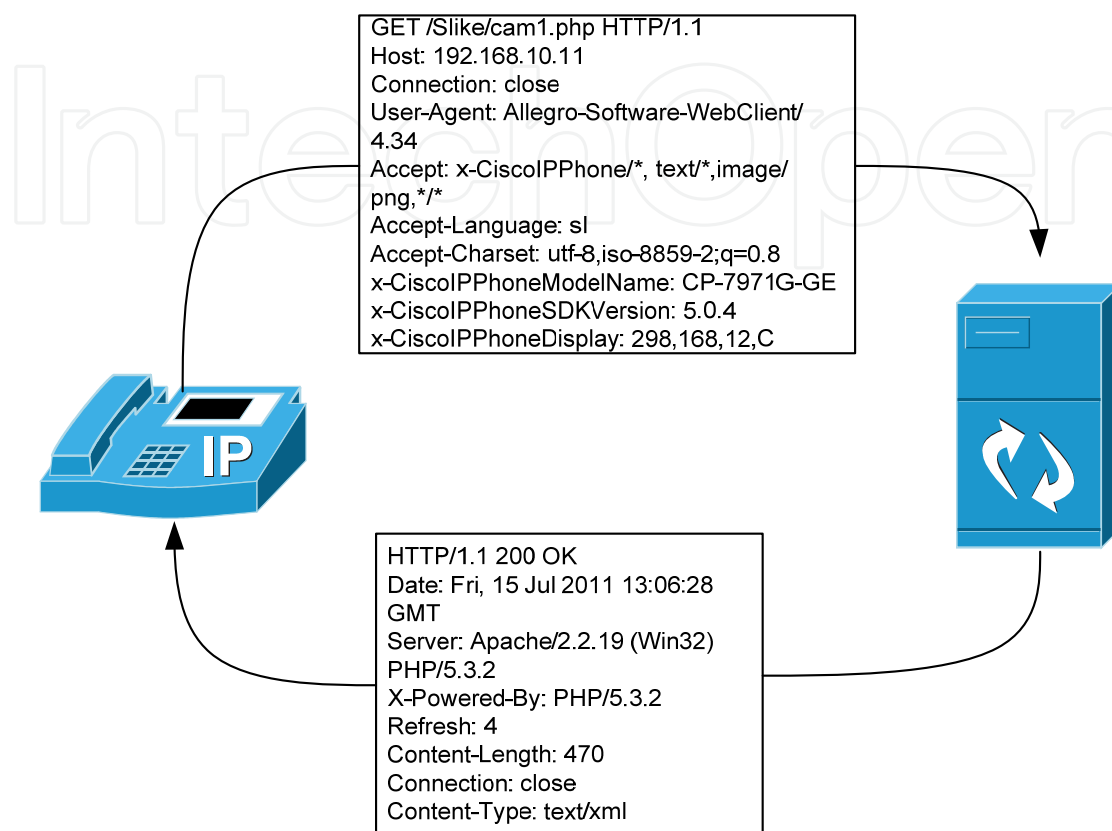 GET /Slike/cam1.php HTTP/1.1
Host: 192.168.10.11
Connection: close
User-Agent: Allegro-Software-WebClient/
4.34
Accept: x-CiscoIPPhone/*, text/*,image/
png,*/*
Accept-Language: sl
Accept-Charset: utf-8,iso-8859-2;q=0.8
x-CiscoIPPhoneModelName: CP-7971G-GE
x-CiscoIPPhoneSDKVersion: 5.0.4
x-CiscoIPPhoneDisplay: 298,168,12,C
IntechOpen
IP
HTTP/1.1 200 OK
Date: Fri, 15 Jul 2011 13:06:28
GMT
Server: Apache/2.2.19 (Win32)
PHP/5.3.2
X-Powered-By: PHP/5.3.2
Refresh: 4
Content-Length: 470
Connection: close
Content-Type: text/xml